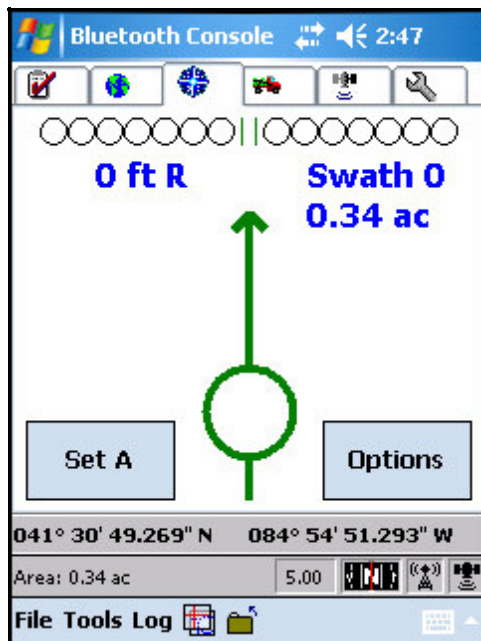 Bluetooth Console 2:47
0 ft R Swath 0
0.34 ac
Set A Options
041° 30' 49.269" N 084° 54' 51.293" W
Area: 0.34 ac 5.00 N
File Tools Log